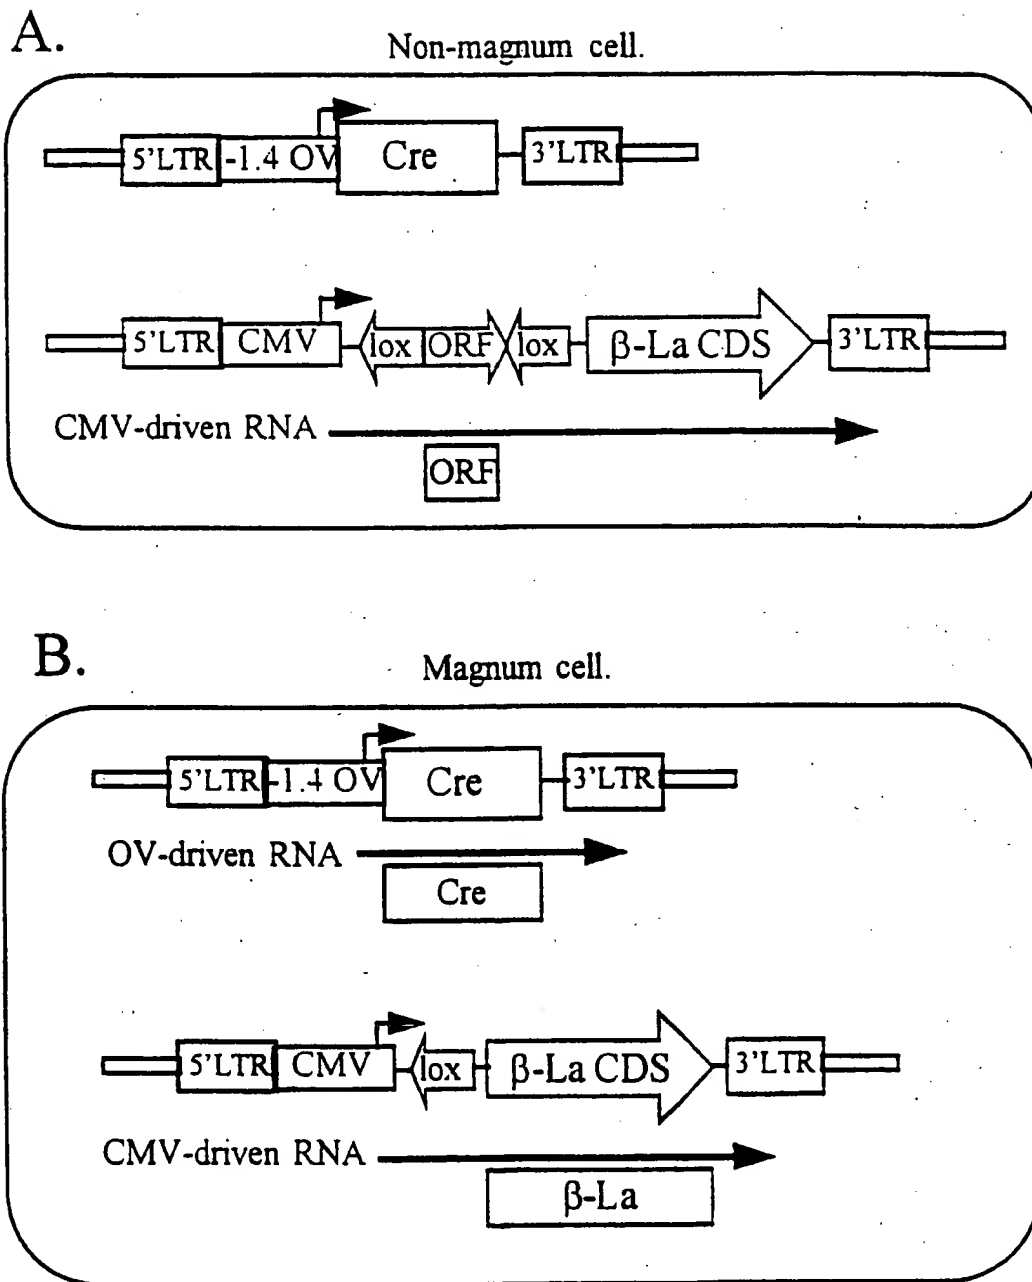 A.
Non-magnum cell.
5'LTR -1.4 OV Cre 3'LTR
5'LTR CMV lox ORF lox β-La CDS 3'LTR
CMV-driven RNA
ORF
B.
Magnum cell.
5'LTR -1.4 OV Cre 3'LTR
OV-driven RNA
Cre
5'LTR CMV lox β-La CDS 3'LTR
CMV-driven RNA
β-La